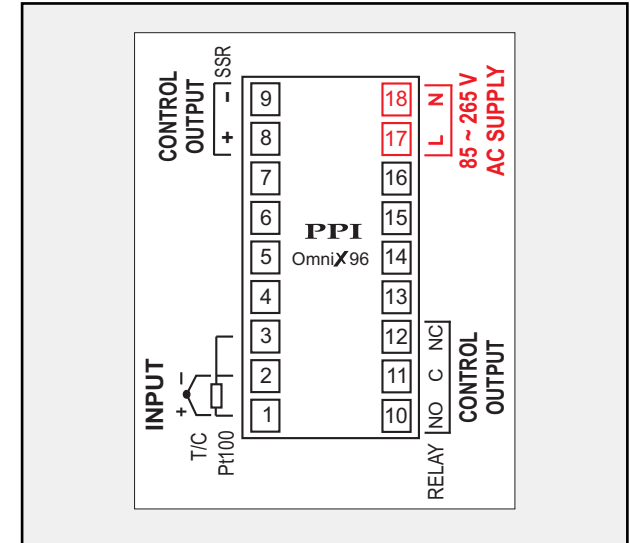 CONTROL
OUTPUT
+ − SSR
9
8
7
6
5
4
3
2
1
INPUT
+ −
T/C
Pt100
PPI
OmniX96
18
17
16
15
14
13
12
11
10
L N
85 ~ 265 V
AC SUPPLY
RELAY NO C NC
CONTROL
OUTPUT